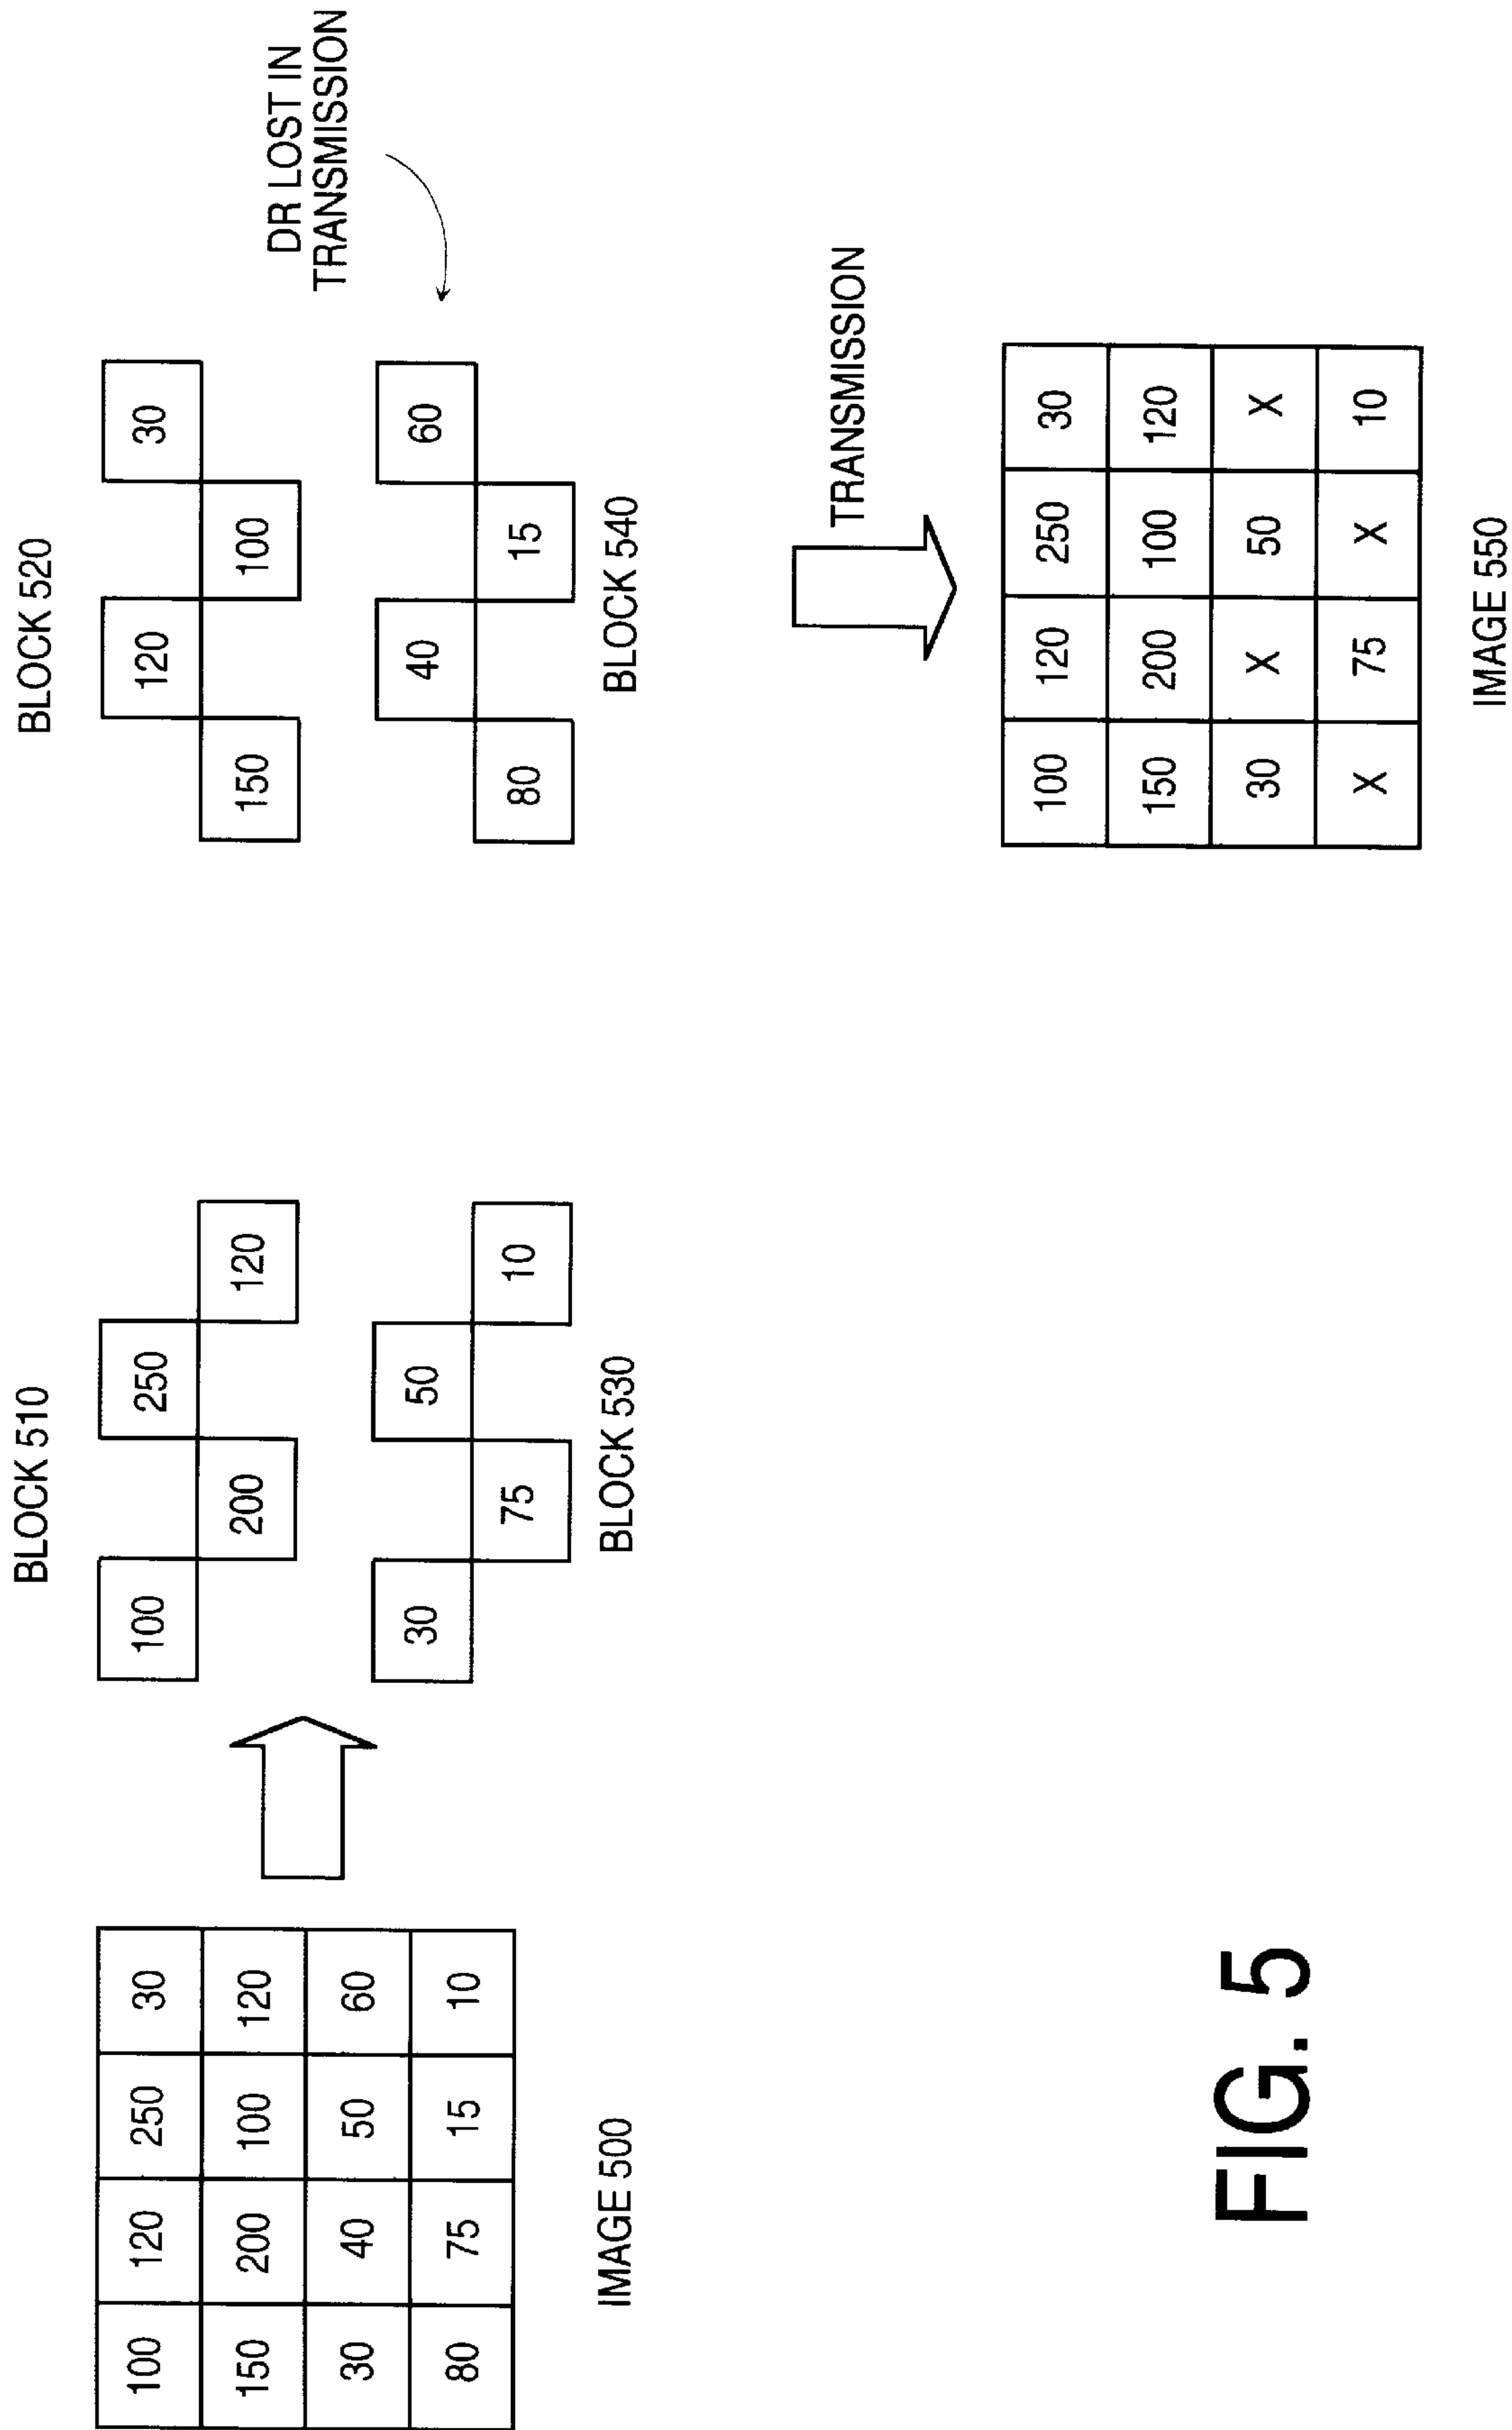 BLOCK 510
100 250
200 120
30 50
75 10
BLOCK 530
BLOCK 520
120 30
150 100
40 60
80 15
BLOCK 540
DR LOST IN
TRANSMISSION
100 120 250 30
150 200 100 120
30 40 50 60
80 75 15 10
IMAGE 500
TRANSMISSION
100 120 250 30
150 200 100 120
30 X 50 X
X 75 X 10
IMAGE 550
FIG. 5